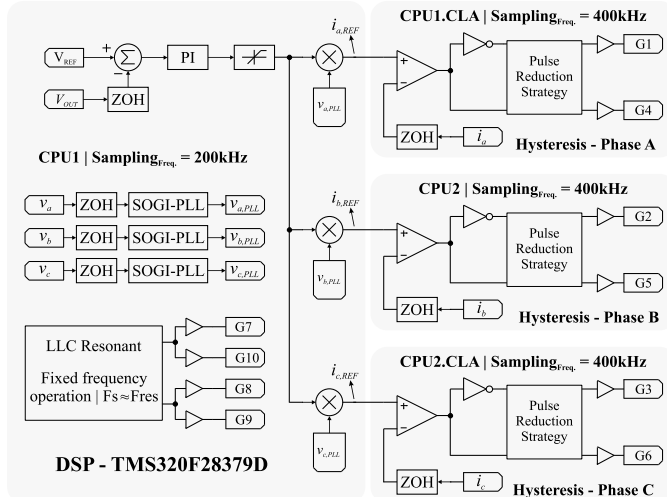 V_REF
+
Σ
−
PI
V_OUT
ZOH
CPU1 | Sampling_Freq. = 200kHz
v_a
ZOH
SOGI-PLL
v_a,PLL
v_b
ZOH
SOGI-PLL
v_b,PLL
v_c
ZOH
SOGI-PLL
v_c,PLL
LLC Resonant
Fixed frequency
operation | Fs≈Fres
G7
G10
G8
G9
DSP - TMS320F28379D
i_a,REF
v_a,PLL
i_b,REF
v_b,PLL
i_c,REF
v_c,PLL
CPU1.CLA | Sampling_Freq. = 400kHz
+
−
Pulse
Reduction
Strategy
G1
G4
ZOH
i_a
Hysteresis - Phase A
CPU2 | Sampling_Freq. = 400kHz
+
−
Pulse
Reduction
Strategy
G2
G5
ZOH
i_b
Hysteresis - Phase B
CPU2.CLA | Sampling_Freq. = 400kHz
+
−
Pulse
Reduction
Strategy
G3
G6
ZOH
i_c
Hysteresis - Phase C